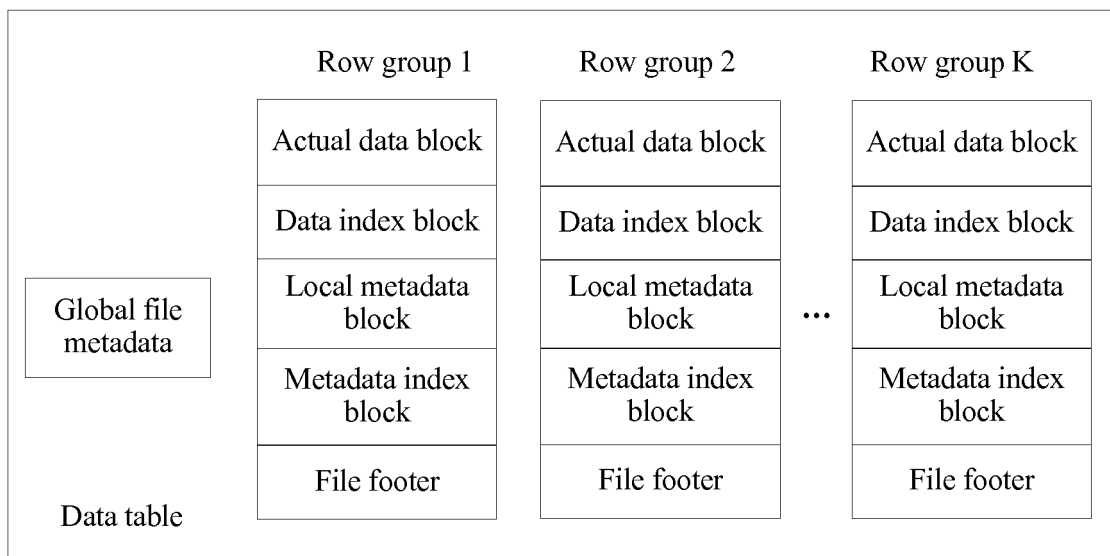 Row group 1
Row group 2
Row group K
Actual data block
Actual data block
Actual data block
Data index block
Data index block
Data index block
Global file
metadata
Local metadata
block
Local metadata
block
...
Local metadata
block
Metadata index
block
Metadata index
block
Metadata index
block
File footer
File footer
File footer
Data table